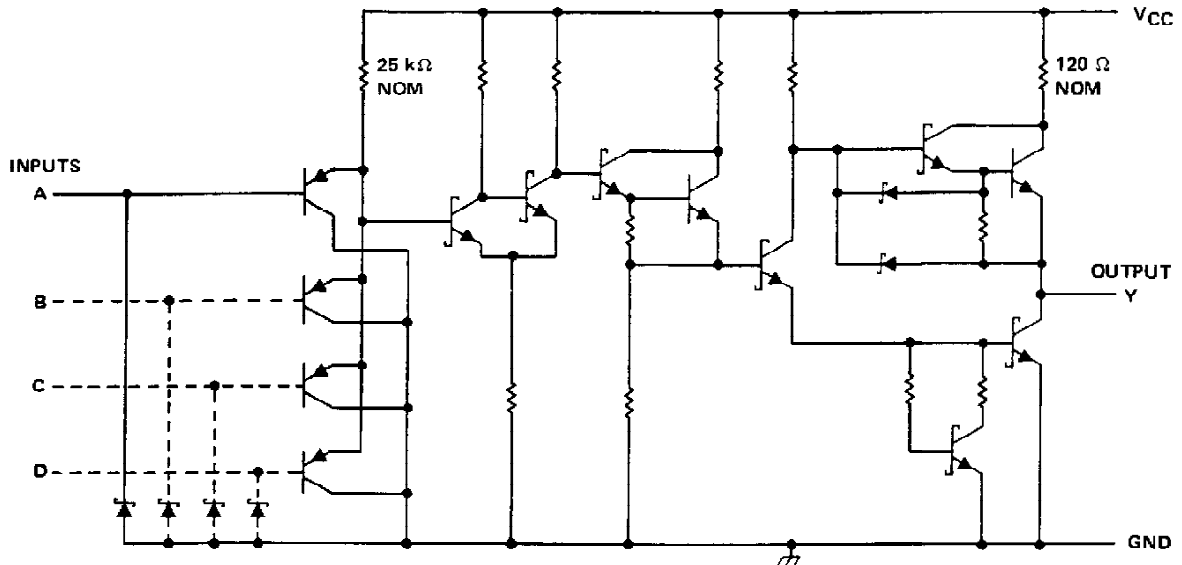 VCC
25 kΩ
NOM
120 Ω
NOM
INPUTS
A
B
OUTPUT
Y
C
D
GND